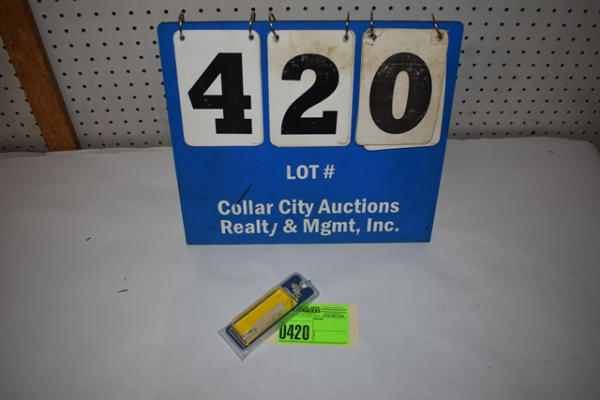 420
LOT #
Collar City Auctions
Realty & Mgmt, Inc.
0420